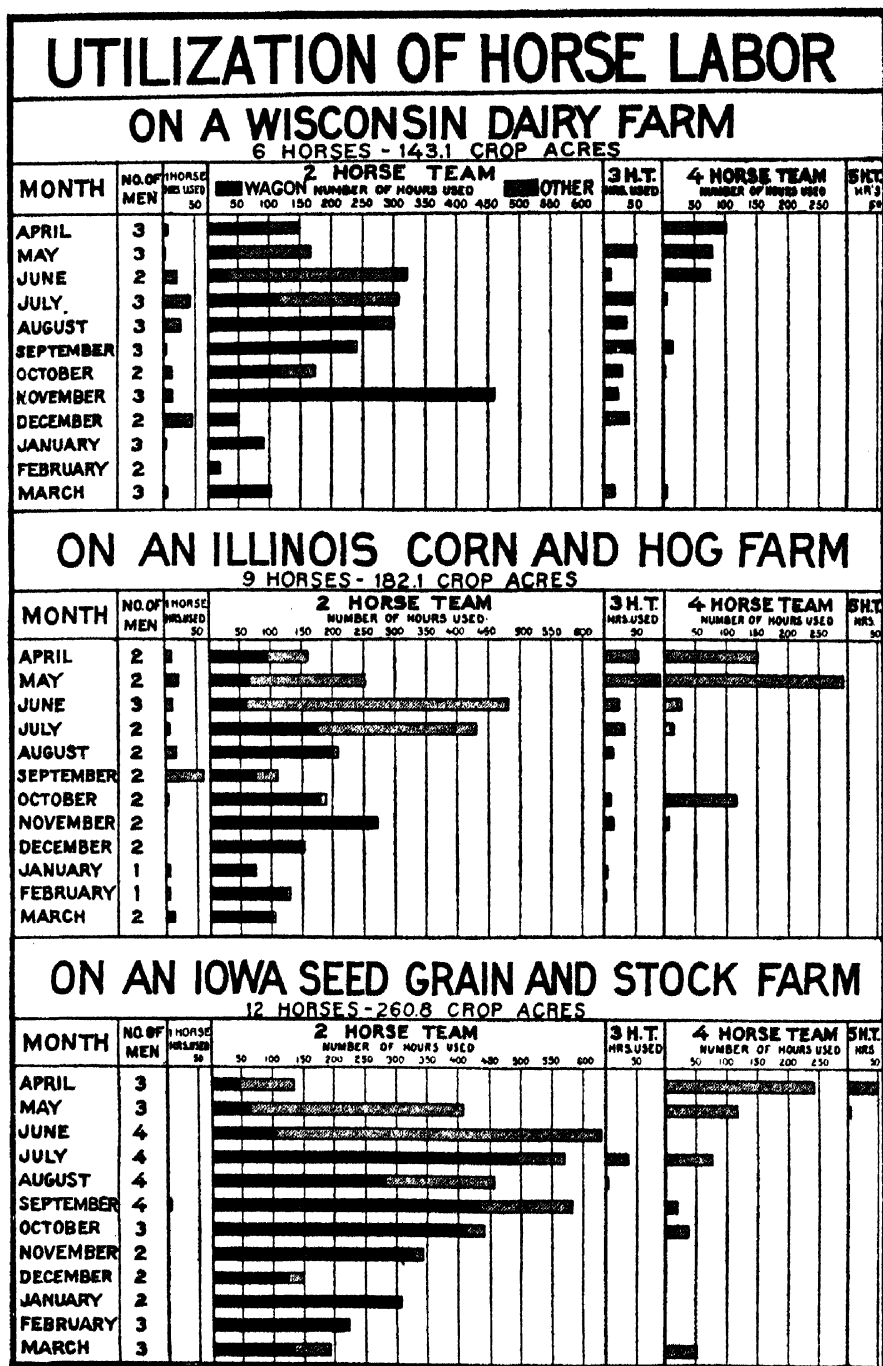 UTILIZATION OF HORSE LABOR
ON A WISCONSIN DAIRY FARM
6 HORSES - 143.1 CROP ACRES
MONTH NO. OF MEN 1 HORSE HRS USED 50 2 HORSE TEAM WAGON NUMBER OF HOURS USED OTHER 50 100 150 200 250 300 350 400 450 500 550 600 3 H.T. HRS. USED 50 4 HORSE TEAM NUMBER OF HOURS USED 50 100 150 200 250 5 H.T. HR'S
APRIL 3
MAY 3
JUNE 2
JULY. 3
AUGUST 3
SEPTEMBER 3
OCTOBER 2
NOVEMBER 3
DECEMBER 2
JANUARY 3
FEBRUARY 2
MARCH 3
ON AN ILLINOIS CORN AND HOG FARM
9 HORSES - 182.1 CROP ACRES
MONTH NO. OF MEN 1 HORSE HRS.USED 50 2 HORSE TEAM NUMBER OF HOURS USED. 50 100 150 200 250 300 350 400 450 500 550 600 3 H.T. HRS.USED 50 4 HORSE TEAM NUMBER OF HOURS USED 50 100 150 200 250 5 H.T. HRS. 50
APRIL 2
MAY 2
JUNE 3
JULY 2
AUGUST 2
SEPTEMBER 2
OCTOBER 2
NOVEMBER 2
DECEMBER 2
JANUARY 1
FEBRUARY 1
MARCH 2
ON AN IOWA SEED GRAIN AND STOCK FARM
12 HORSES - 260.8 CROP ACRES
MONTH NO. OF MEN 1 HORSE HRS.USED 50 2 HORSE TEAM NUMBER OF HOURS USED 50 100 150 200 250 300 350 400 450 500 550 600 3 H.T. HRS.USED 50 4 HORSE TEAM NUMBER OF HOURS USED 50 100 150 200 250 5 H.T. HRS 50
APRIL 3
MAY 3
JUNE 4
JULY 4
AUGUST 4
SEPTEMBER 4
OCTOBER 3
NOVEMBER 2
DECEMBER 2
JANUARY 2
FEBRUARY 3
MARCH 3